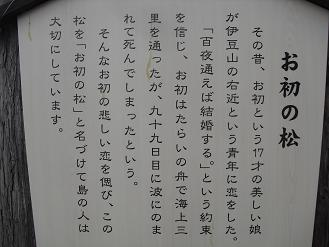 お初の松
その昔、お初という17才の美しい娘
が伊豆山の右近という青年に恋をした。
「百夜通えば結婚する。」という約束
を信じ、お初はたらいの舟で海上三
里を通ったが、九十九日目に波にのま
れて死んでしまったという。
そんなお初の悲しい恋を偲び、この
松を「お初の松」と名づけて島の人は
大切にしています。